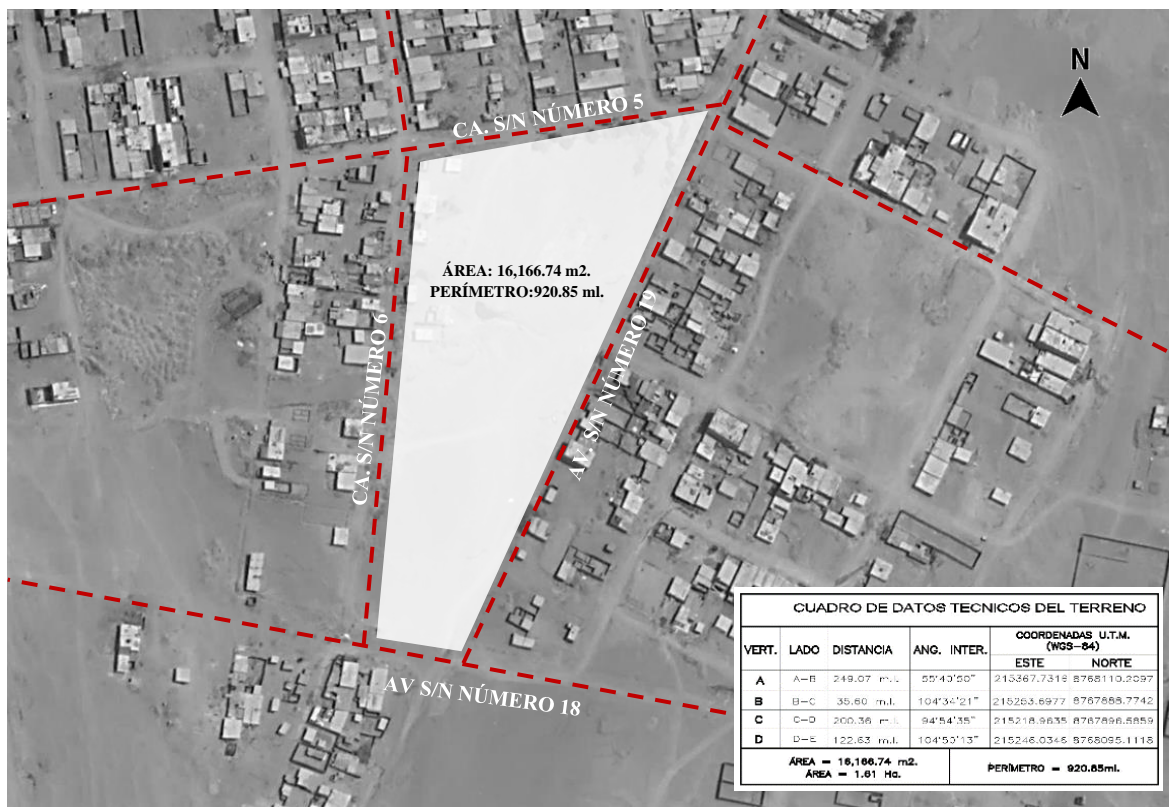 N
CA. S/N NÚMERO 5
ÁREA: 16,166.74 m2.
PERÍMETRO:920.85 ml.
CA. S/N NÚMERO 6
AV. S/N NÚMERO 19
AV S/N NÚMERO 18
CUADRO DE DATOS TECNICOS DEL TERRENO
VERT. LADO DISTANCIA ANG. INTER. COORDENADAS U.T.M. (WGS-84)
ESTE NORTE
A A-B 249.07 m.l. 55°40'50" 215367.7316 8768110.2097
B B-C 35.60 m.l. 104°34'21" 8767888.7742
C C-D 200.36 m.l. 94°54'35" 215218.9635 8767896.5859
D D-E 122.63 m.l. 104°50'13" 215246.0346 8768095.1118
ÁREA = 16,166.74 m2.
ÁREA = 1.61 Ha.
PERÍMETRO = 920.85ml.